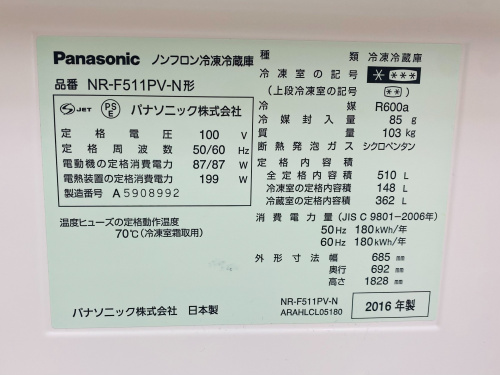 Panasonic ノンフロン冷凍冷蔵庫
品番 NR-F511PV-N形
S JET PSE パナソニック株式会社
定格電圧 100 V
定格周波数 50/60 Hz
電動機の定格消費電力 87/87 W
電熱装置の定格消費電力 199 W
製造番号 A5908992
温度ヒューズの定格動作温度
70℃(冷凍室霜取用)
パナソニック株式会社 日本製
種類 冷凍冷蔵庫
冷凍室の記号 * ***
(上段冷凍室の記号) **
冷媒 R600a
冷媒封入量 85 g
質量 103 kg
断熱発泡ガス シクロペンタン
定格内容積
全定格内容積 510 L
冷凍室の定格内容積 148 L
冷蔵室の定格内容積 362 L
消費電力量(JIS C 9801-2006年)
50Hz 180kWh/年
60Hz 180kWh/年
外形寸法 幅 685 mm
奥行 692 mm
高さ 1828 mm
NR-F511PV-N
ARAHLCL05180
2016年製